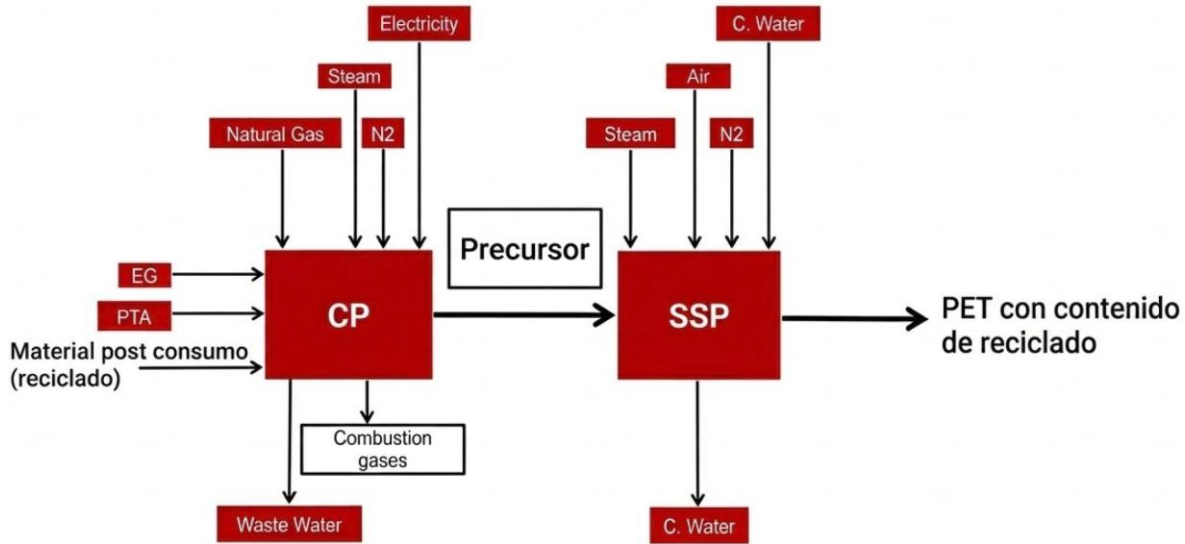 Electricity
C. Water
Steam
Air
Natural Gas
N2
Steam
N2
Precursor
EG
CP
SSP
PTA
PET con contenido
de reciclado
Material post consumo
(reciclado)
Combustion
gases
Waste Water
C. Water